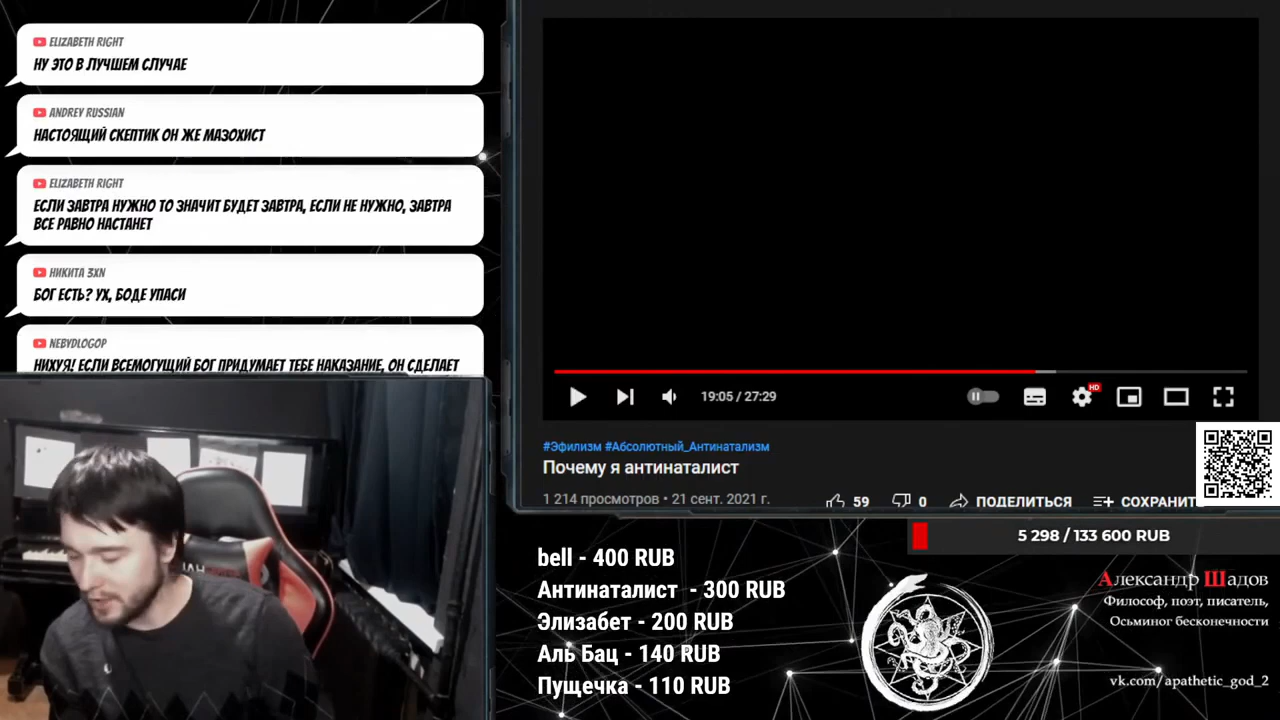 ELIZABETH RIGHT
НУ ЭТО В ЛУЧШЕМ СЛУЧАЕ
ANDREY RUSSIAN
НАСТОЯЩИЙ СКЕПТИК ОН ЖЕ МАЗОХИСТ
ELIZABETH RIGHT
ЕСЛИ ЗАВТРА НУЖНО ТО ЗНАЧИТ БУДЕТ ЗАВТРА, ЕСЛИ НЕ НУЖНО, ЗАВТРА
ВСЕ РАВНО НАСТАНЕТ
НИКИТА 3XN
БОГ ЕСТЬ? УХ, БОДЕ УПАСИ
NEBYDLOGOP
НИХУЯ! ЕСЛИ ВСЕМОГУЩИЙ БОГ ПРИДУМАЕТ ТЕБЕ НАКАЗАНИЕ, ОН СДЕЛАЕТ
19:05 / 27:29
HD
#Эфилизм #Абсолютный_Антинатализм
Почему я антинаталист
1 214 просмотров • 21 сент. 2021 г.
59
0
ПОДЕЛИТЬСЯ
СОХРАНИТЬ
5 298 / 133 600 RUB
bell - 400 RUB
Антинаталист - 300 RUB
Элизабет - 200 RUB
Аль Бац - 140 RUB
Пущечка - 110 RUB
Александр Шадов
Философ, поэт, писатель,
Осьминог бесконечности
vk.com/apathetic_god_2